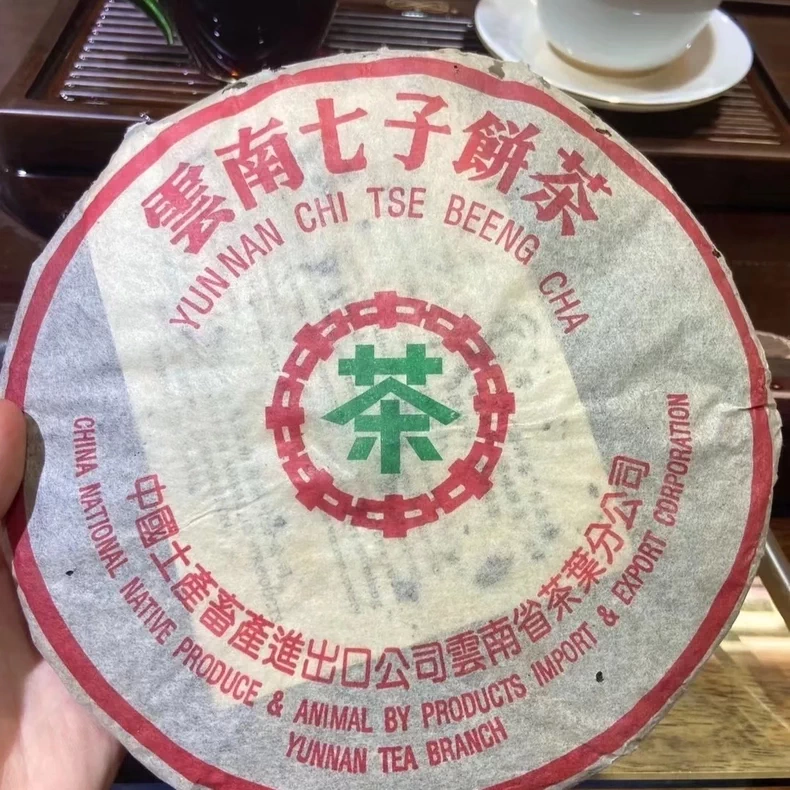 雲南七子餅茶
YUNNAN CHI TSE BEENG CHA
茶
中國土產畜產進出口公司雲南省茶葉分公司
CHINA NATIONAL NATIVE PRODUCE & ANIMAL BY PRODUCTS IMPORT & EXPORT CORPORATION
YUNNAN TEA BRANCH